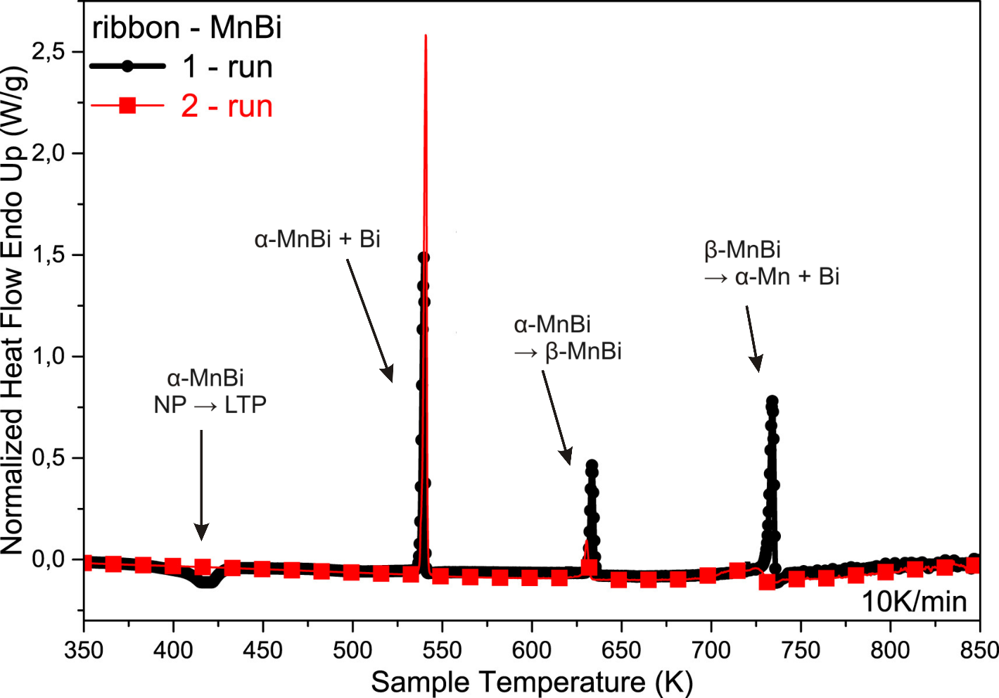 ribbon - MnBi
1 - run
2 - run
Normalized Heat Flow Endo Up (W/g)
2,5
2,0
1,5
1,0
0,5
0,0
α-MnBi + Bi
β-MnBi
→ α-Mn + Bi
α-MnBi
→ β-MnBi
α-MnBi
NP → LTP
10K/min
350 400 450 500 550 600 650 700 750 800 850
Sample Temperature (K)